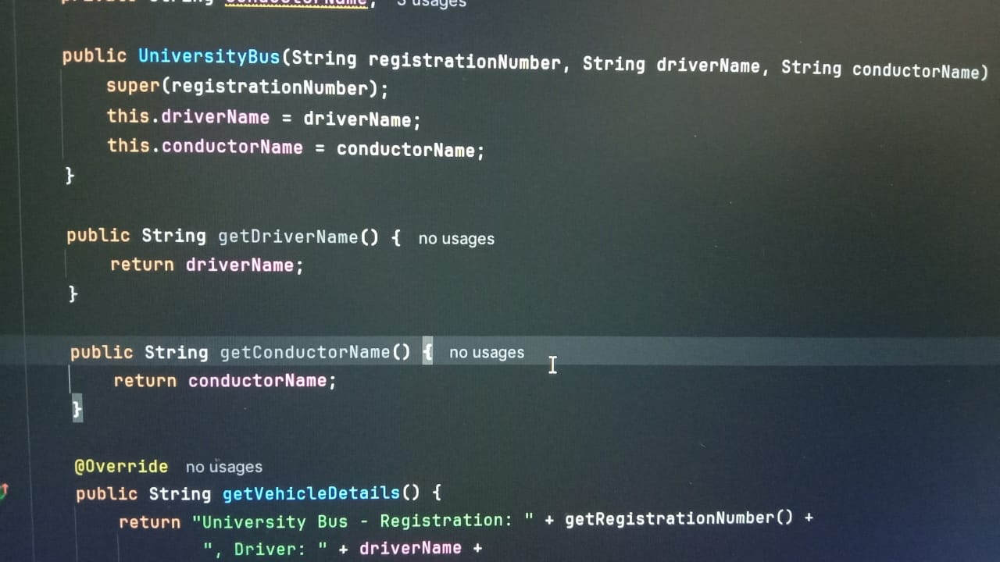 private String conductorName; 3 usages
public UniversityBus(String registrationNumber, String driverName, String conductorName)
super(registrationNumber);
this.driverName = driverName;
this.conductorName = conductorName;
}
public String getDriverName() { no usages
return driverName;
}
public String getConductorName() { no usages
return conductorName;
}
@Override no usages
public String getVehicleDetails() {
return "University Bus - Registration: " + getRegistrationNumber() +
", Driver: " + driverName +